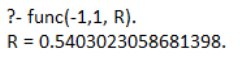 ?- func(-1,1, R).
R = 0.5403023058681398.